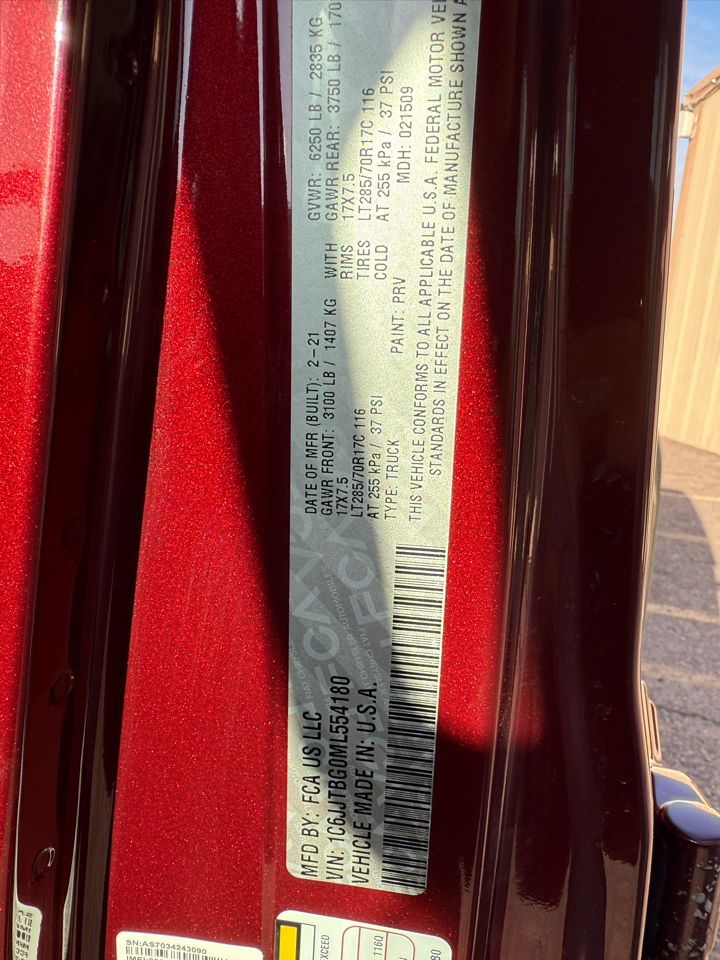 MFD BY: FCA US LLC
VIN: 1C6JJTBG0ML554180
VEHICLE MADE IN: U.S.A.
DATE OF MFR (BUILT): 2-21
GVWR: 6250 LB / 2835 KG
GAWR FRONT: 3100 LB / 1407 KG
WITH
GAWR REAR: 3750 LB / 170
17X7.5
RIMS
17X7.5
LT285/70R17C 116
TIRES
LT285/70R17C 116
AT 255 kPa / 37 PSI
COLD
AT 255 kPa / 37 PSI
TYPE: TRUCK
PAINT: PRV
MDH: 021509
THIS VEHICLE CONFORMS TO ALL APPLICABLE U.S.A. FEDERAL MOTOR VE
STANDARDS IN EFFECT ON THE DATE OF MANUFACTURE SHOWN A
SN:AS7034243090
EXCEED
116Q